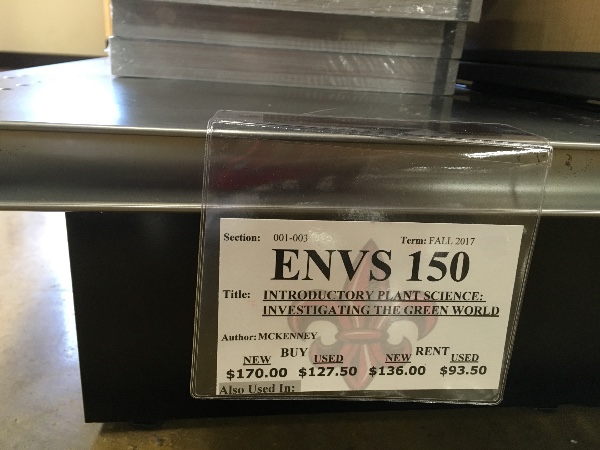 Section: 001-003 Term: FALL 2017
ENVS 150
Title: INTRODUCTORY PLANT SCIENCE:
INVESTIGATING THE GREEN WORLD
Author: MCKENNEY
BUY RENT
NEW USED NEW USED
$170.00 $127.50 $136.00 $93.50
Also Used In: